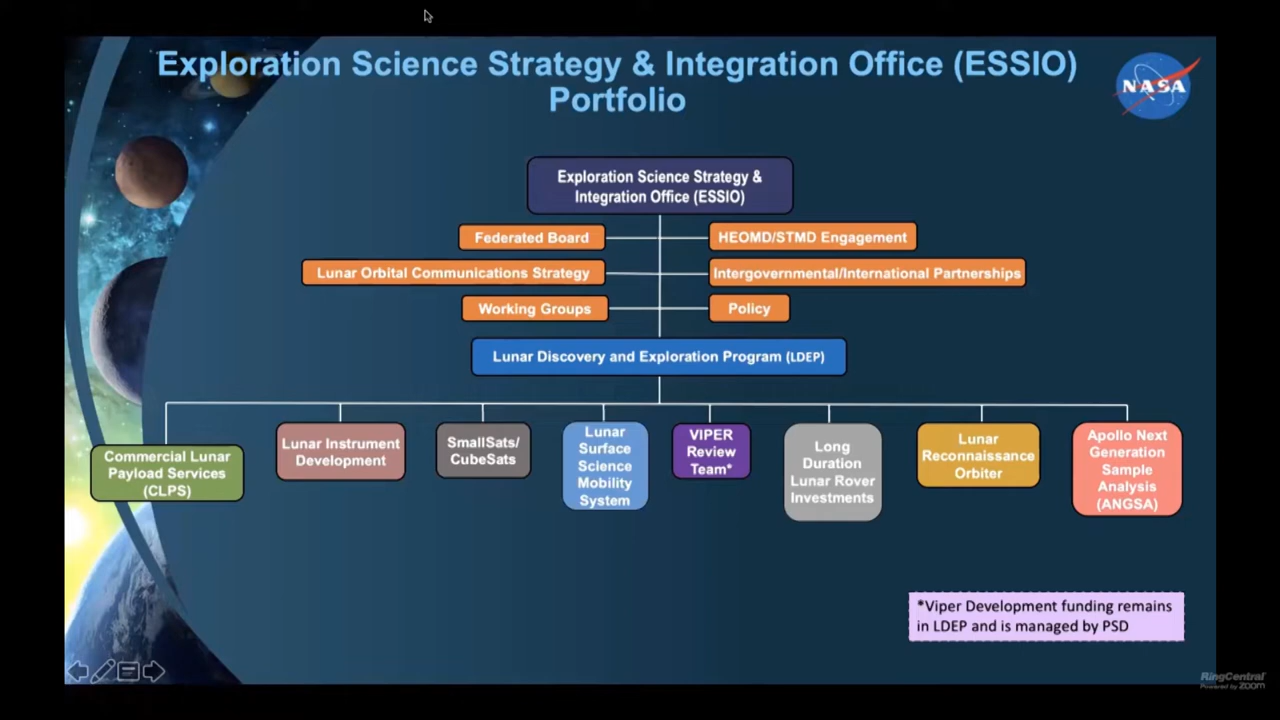 Exploration Science Strategy & Integration Office (ESSIO)
Portfolio
NASA
Exploration Science Strategy &
Integration Office (ESSIO)
Federated Board
HEOMD/STMD Engagement
Lunar Orbital Communications Strategy
Intergovernmental/International Partnerships
Working Groups
Policy
Lunar Discovery and Exploration Program (LDEP)
Commercial Lunar
Payload Services
(CLPS)
Lunar Instrument
Development
SmallSats/
CubeSats
Lunar
Surface
Science
Mobility
System
VIPER
Review
Team*
Long
Duration
Lunar Rover
Investments
Lunar
Reconnaissance
Orbiter
Apollo Next
Generation
Sample
Analysis
(ANGSA)
*Viper Development funding remains
in LDEP and is managed by PSD
RingCentral
Powered by zoom